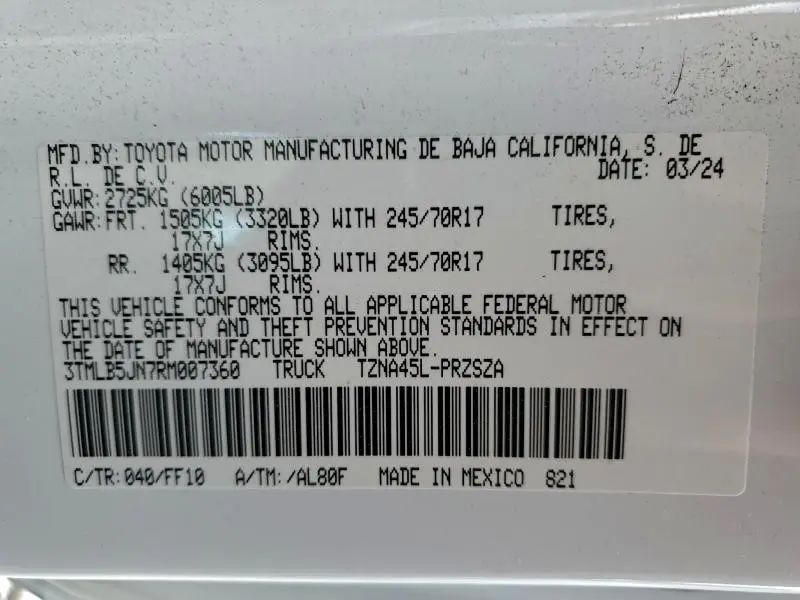 MFD.BY:TOYOTA MOTOR MANUFACTURING DE BAJA CALIFORNIA, S. DE
R.L. DE C.V. DATE: 03/24
GVWR:2725KG (6005LB)
GAWR:FRT. 1505KG (3320LB) WITH 245/70R17 TIRES,
17X7J RIMS.
RR. 1405KG (3095LB) WITH 245/70R17 TIRES,
17X7J RIMS.
THIS VEHICLE CONFORMS TO ALL APPLICABLE FEDERAL MOTOR
VEHICLE SAFETY AND THEFT PREVENTION STANDARDS IN EFFECT ON
THE DATE OF MANUFACTURE SHOWN ABOVE.
3TMLB5JN7RM007360 TRUCK TZNA45L-PRZSZA
C/TR:040/FF10 A/TM:/AL80F MADE IN MEXICO 821